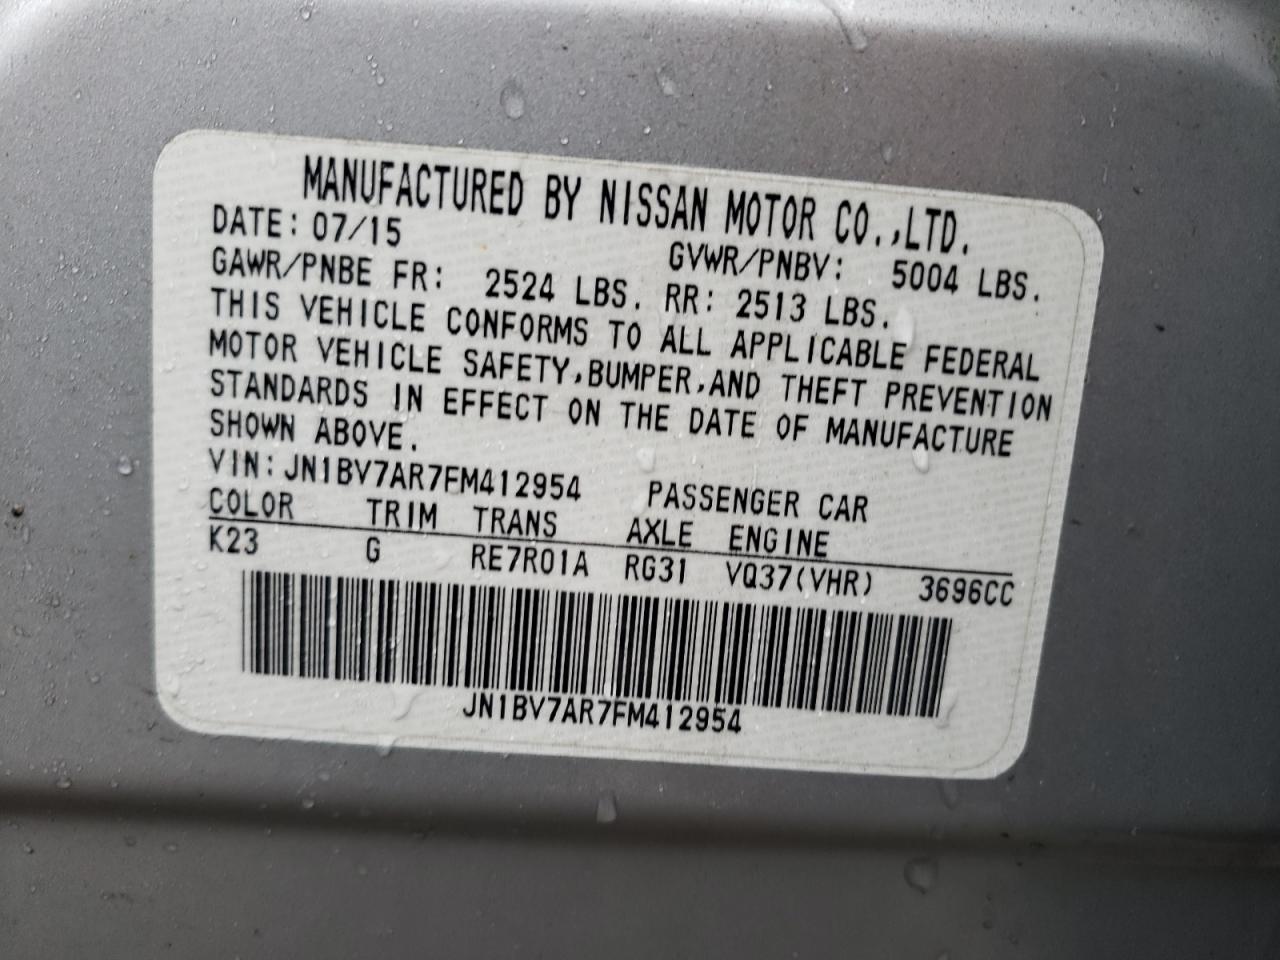 MANUFACTURED BY NISSAN MOTOR CO.,LTD.
DATE: 07/15 GVWR/PNBV: 5004 LBS.
GAWR/PNBE FR: 2524 LBS. RR: 2513 LBS.
THIS VEHICLE CONFORMS TO ALL APPLICABLE FEDERAL
MOTOR VEHICLE SAFETY,BUMPER,AND THEFT PREVENTION
STANDARDS IN EFFECT ON THE DATE OF MANUFACTURE
SHOWN ABOVE.
VIN: JN1BV7AR7FM412954 PASSENGER CAR
COLOR TRIM TRANS AXLE ENGINE
K23 G RE7R01A RG31 VQ37(VHR) 3696CC
JN1BV7AR7FM412954